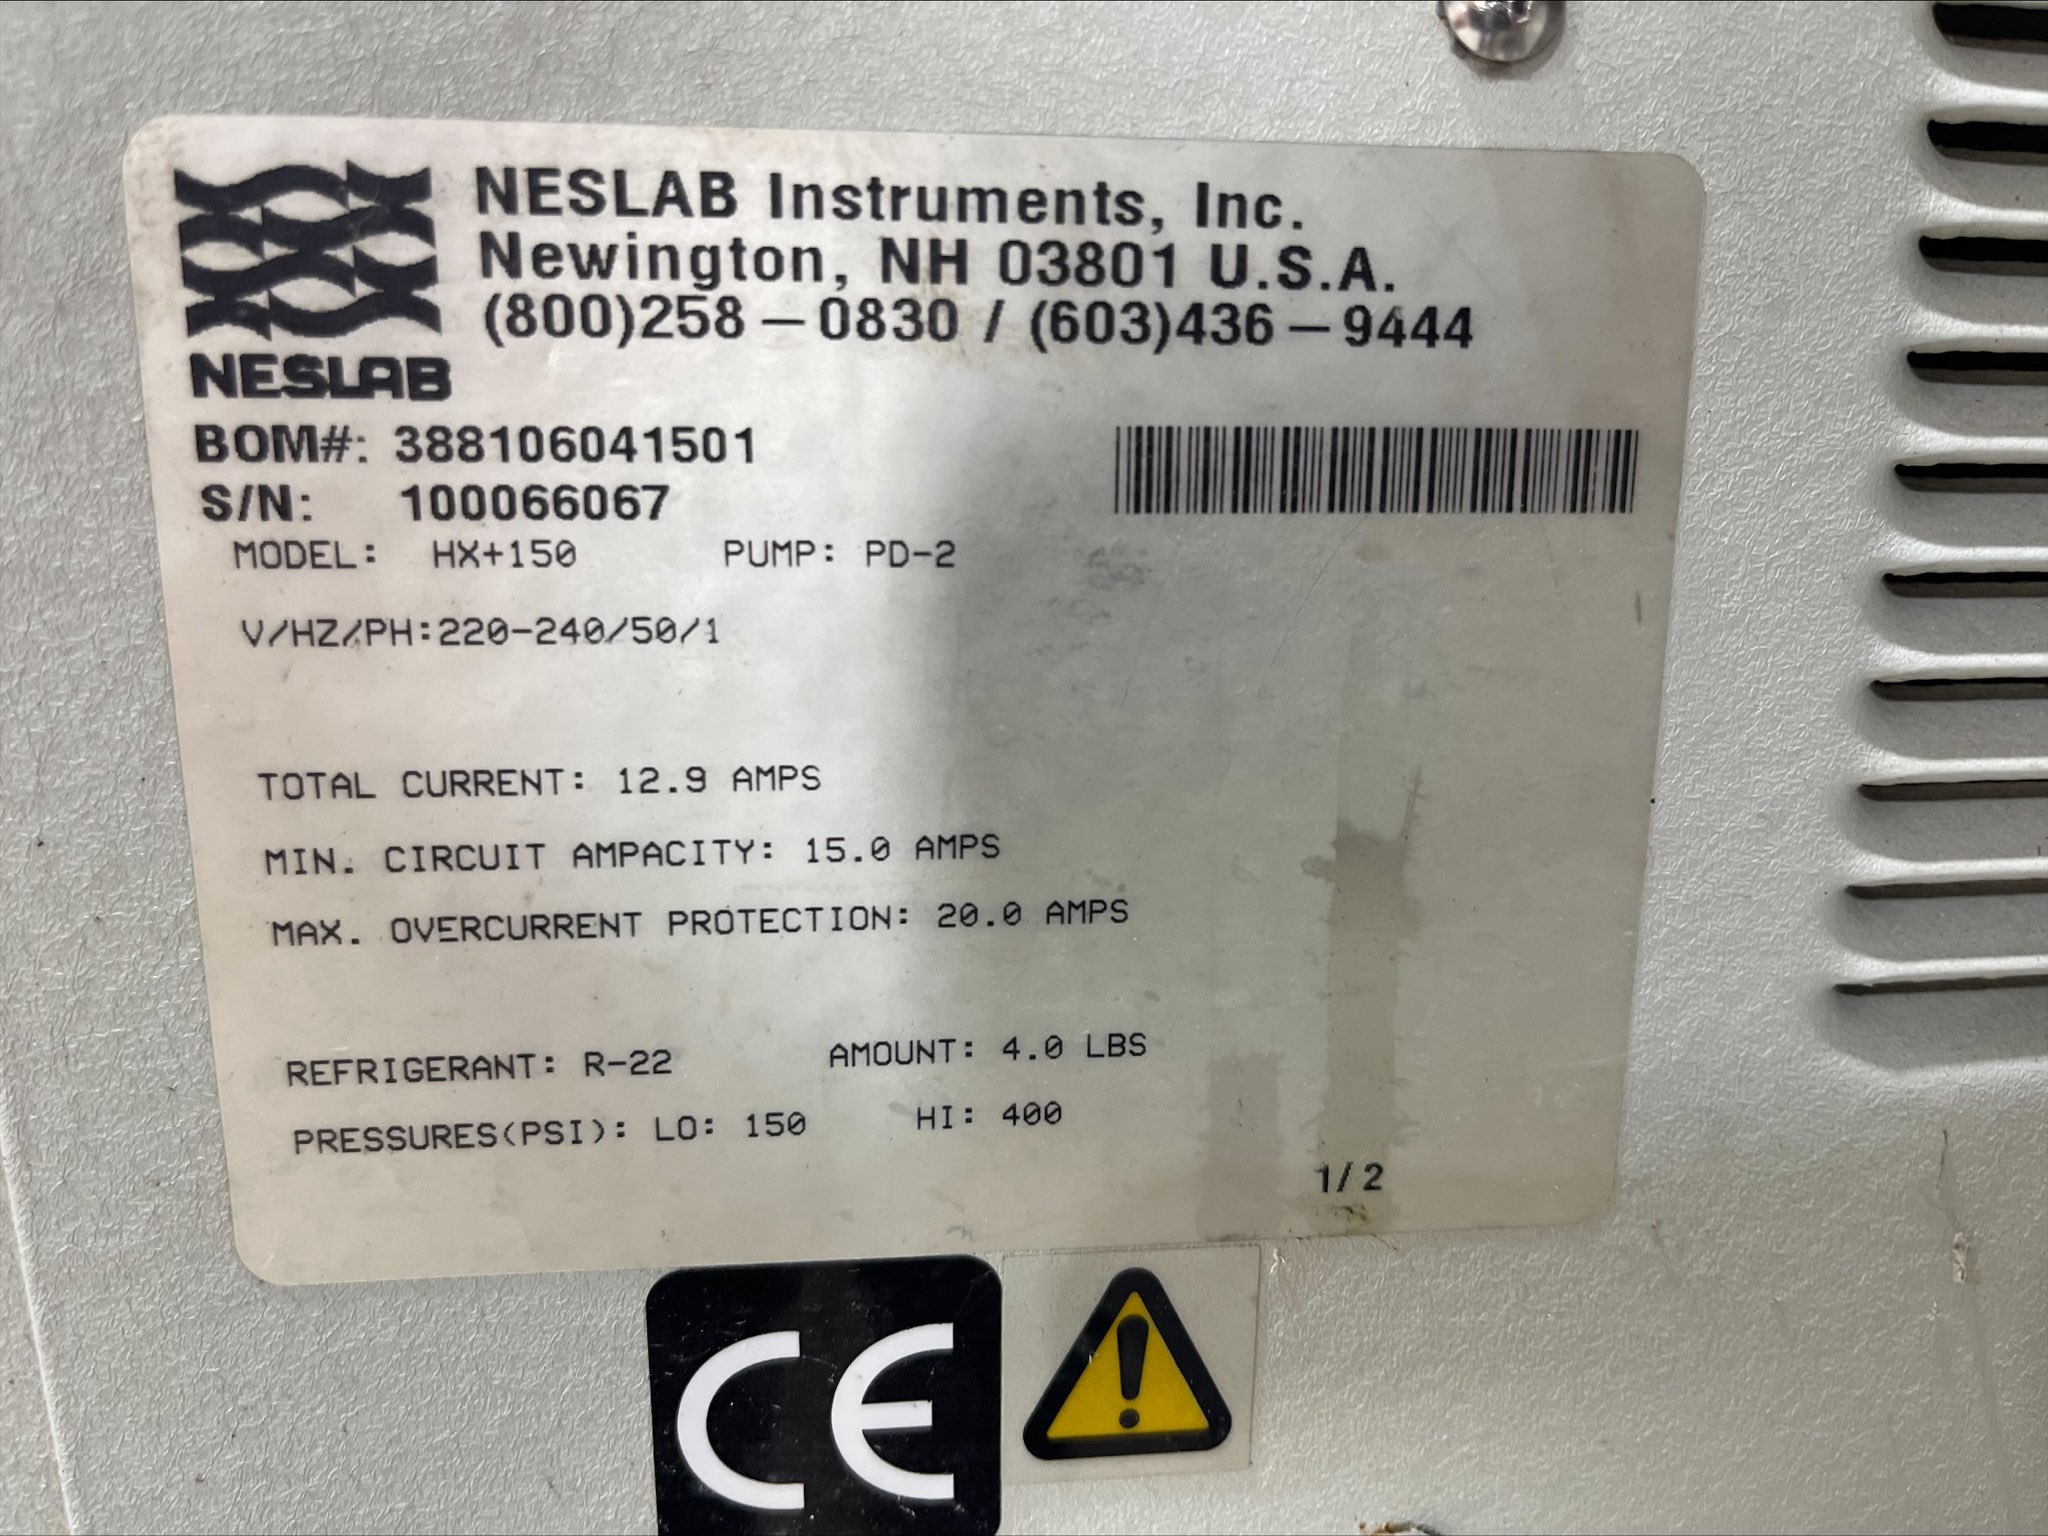 NESLAB Instruments, Inc.
Newington, NH 03801 U.S.A.
(800)258-0830 / (603)436-9444
NESLAB
BOM#: 388106041501
S/N: 100066067
MODEL: HX+150 PUMP: PD-2
V/HZ/PH:220-240/50/1
TOTAL CURRENT: 12.9 AMPS
MIN. CIRCUIT AMPACITY: 15.0 AMPS
MAX. OVERCURRENT PROTECTION: 20.0 AMPS
REFRIGERANT: R-22 AMOUNT: 4.0 LBS
PRESSURES(PSI): LO: 150 HI: 400
1/2
CE